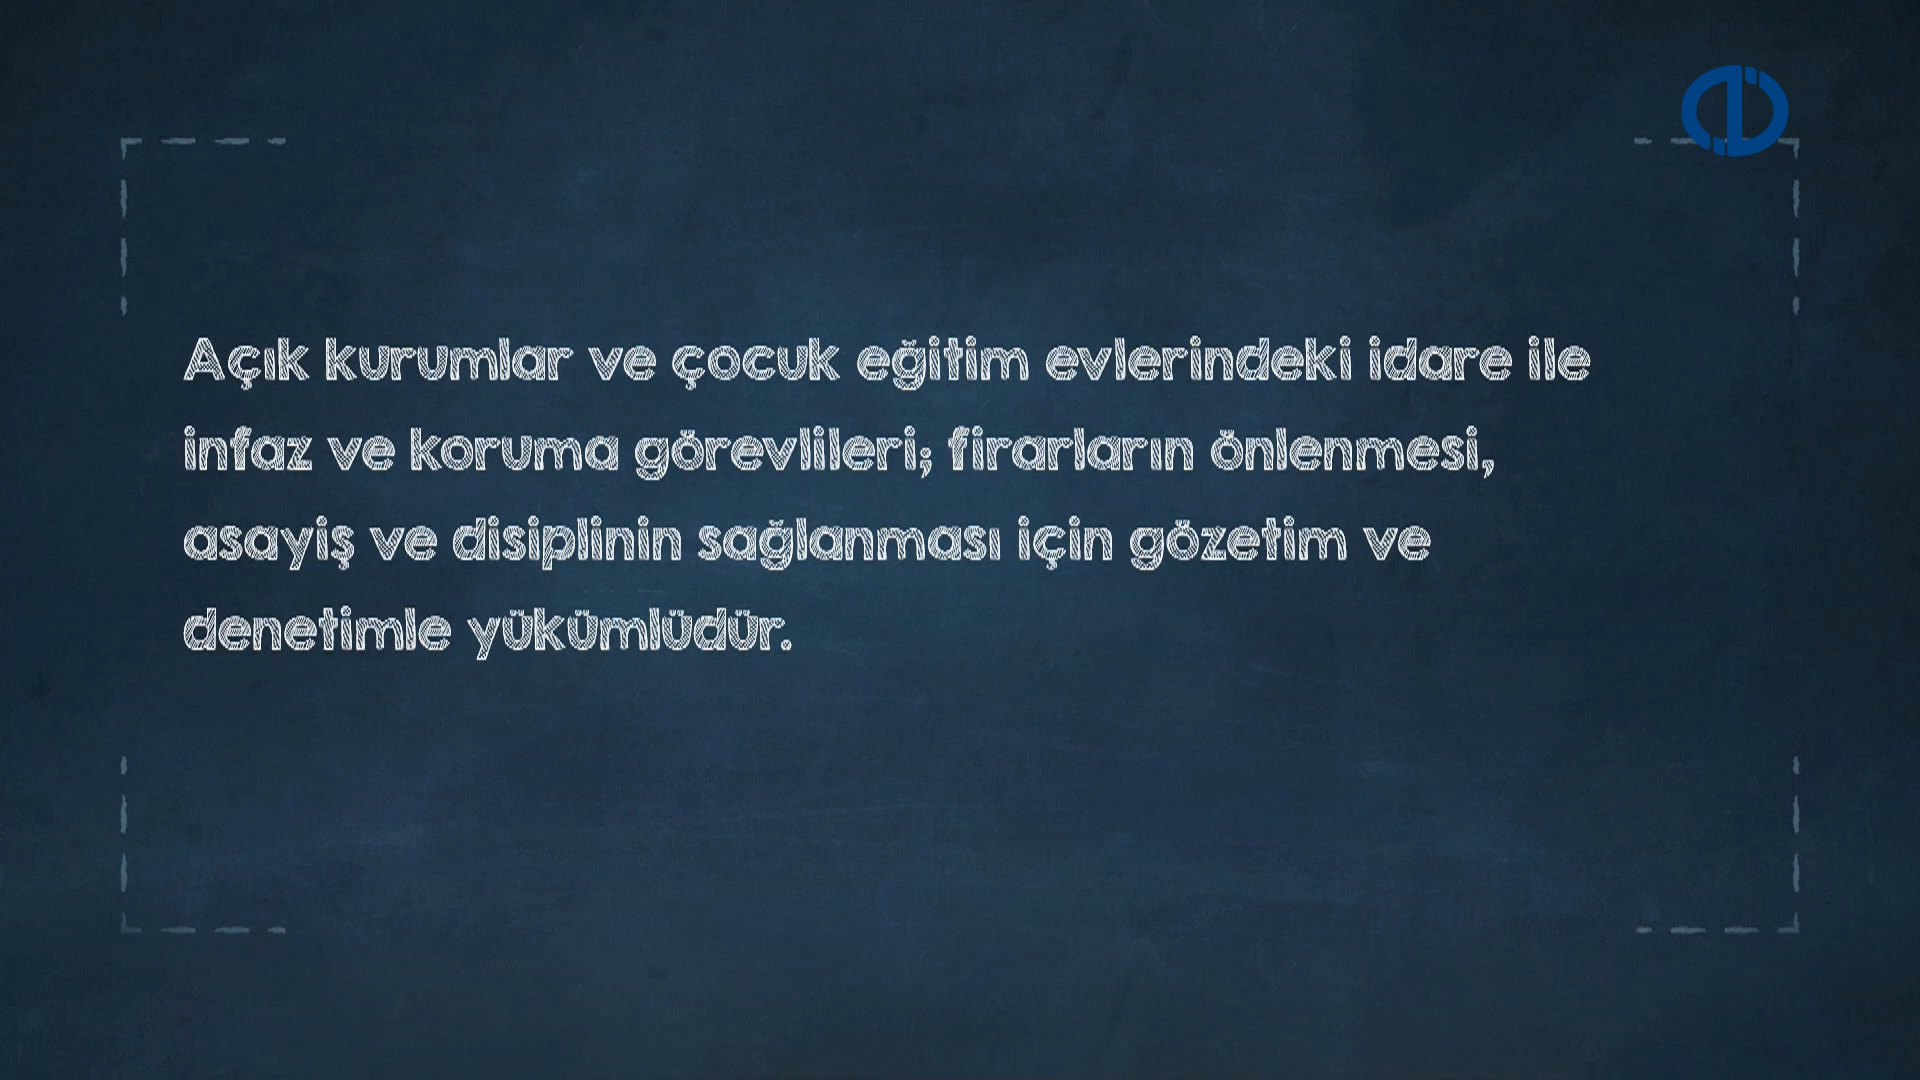 Açık kurumlar ve çocuk eğitim evlerindeki idare ile
infaz ve koruma görevlileri; firarların önlenmesi,
asayiş ve disiplinin sağlanması için gözetim ve
denetimle yükümlüdür.